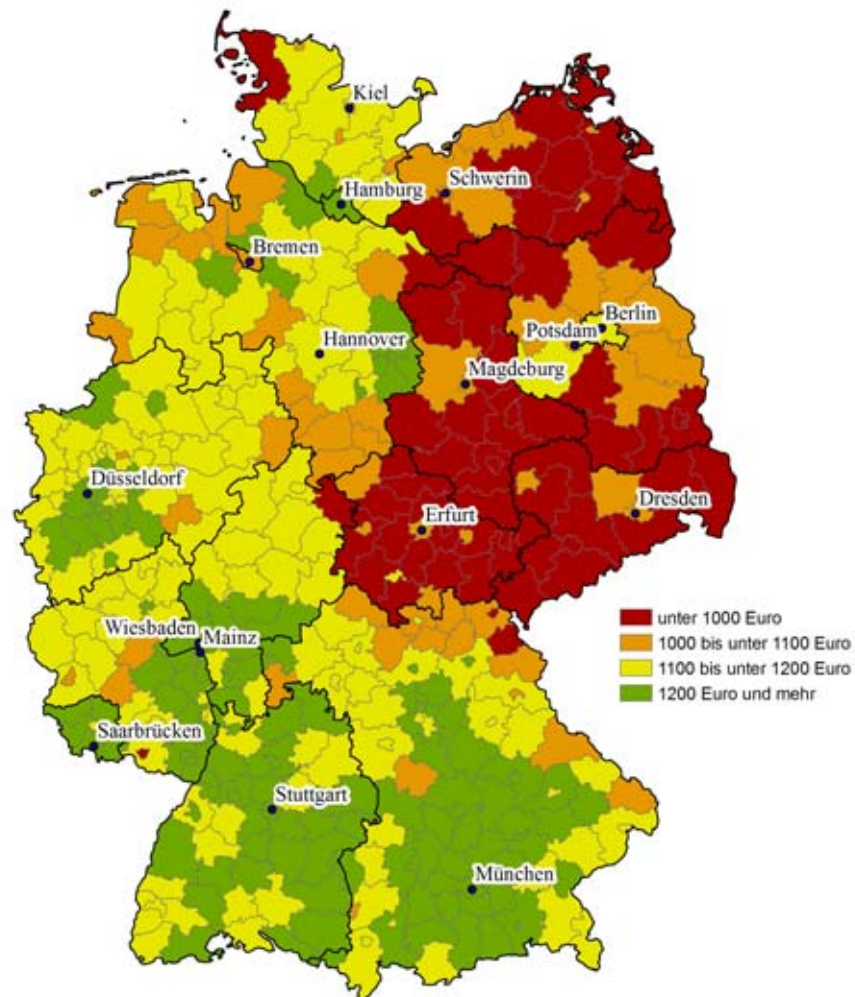 Kiel
Hamburg
Schwerin
Bremen
Berlin
Potsdam
Hannover
Magdeburg
Düsseldorf
Dresden
Erfurt
unter 1000 Euro
1000 bis unter 1100 Euro
1100 bis unter 1200 Euro
1200 Euro und mehr
Wiesbaden
Mainz
Saarbrücken
Stuttgart
München